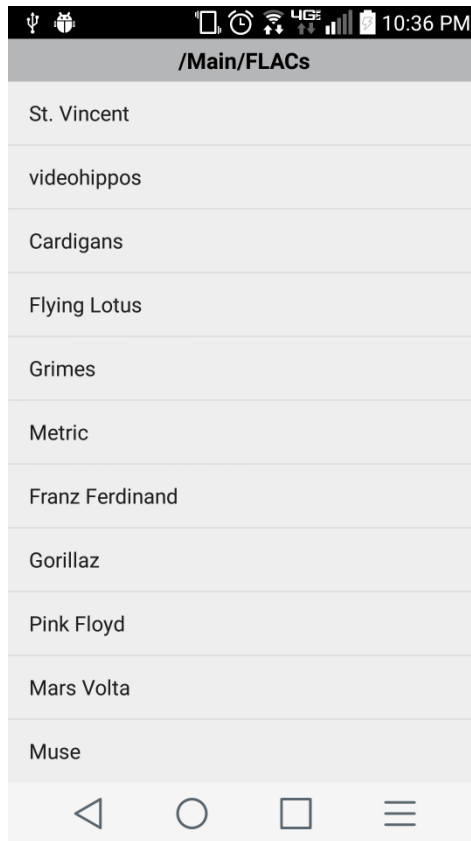 4G 10:36 PM
/Main/FLACs
St. Vincent
videohippos
Cardigans
Flying Lotus
Grimes
Metric
Franz Ferdinand
Gorillaz
Pink Floyd
Mars Volta
Muse